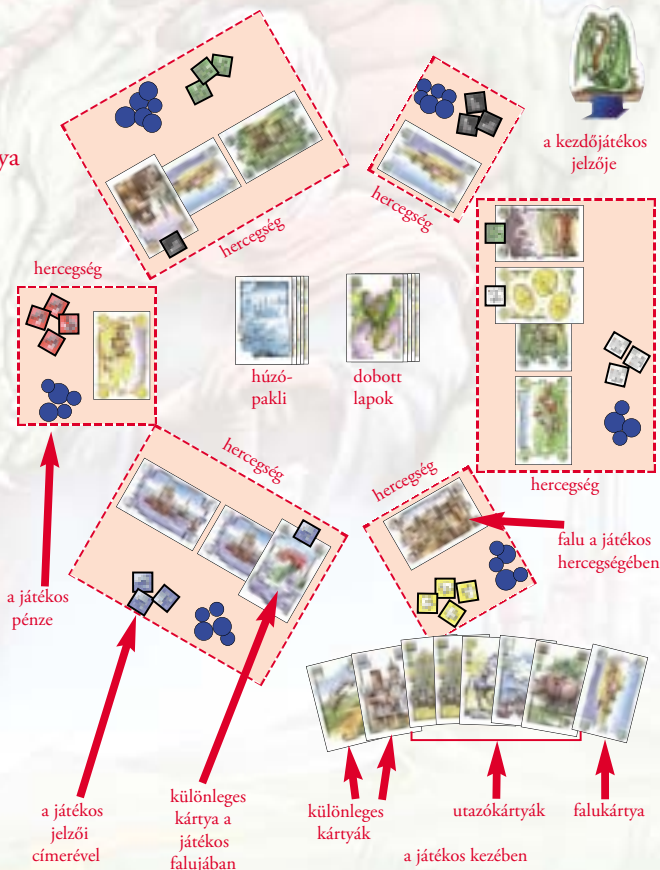 a kezdőjátékos
jelzője
ya
hercegség
hercegség
hercegség
húzó-
pakli
dobott
lapok
hercegség
hercegség
hercegség
falu a játékos
hercegségében
a játékos
pénze
a játékos
jelzői
címerével
különleges
kártya a
játékos
falujában
különleges
kártyák
utazókártyák
falukártya
a játékos kezében